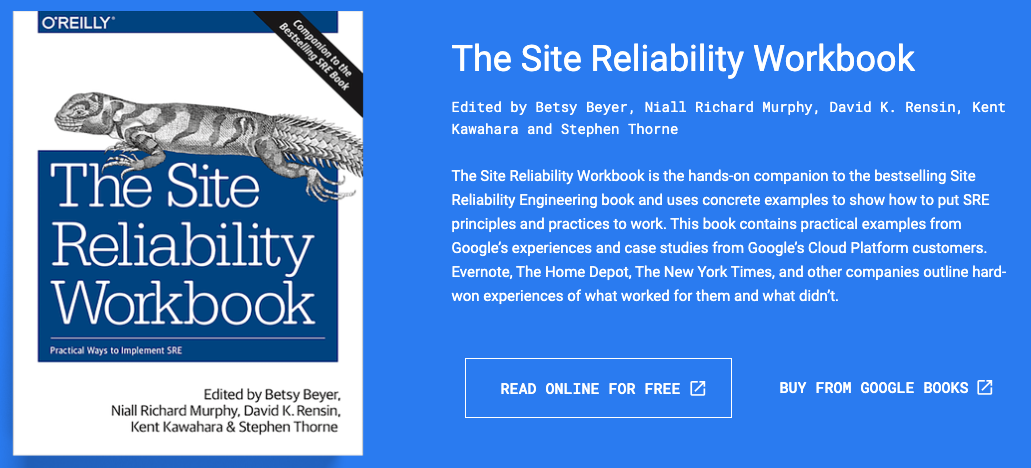 O'REILLY®
Companion to the
Bestselling SRE Book
The Site
Reliability
Workbook
Practical Ways to Implement SRE
Edited by Betsy Beyer,
Niall Richard Murphy, David K. Rensin,
Kent Kawahara & Stephen Thorne
The Site Reliability Workbook
Edited by Betsy Beyer, Niall Richard Murphy, David K. Rensin, Kent
Kawahara and Stephen Thorne
The Site Reliability Workbook is the hands-on companion to the bestselling Site
Reliability Engineering book and uses concrete examples to show how to put SRE
principles and practices to work. This book contains practical examples from
Google’s experiences and case studies from Google’s Cloud Platform customers.
Evernote, The Home Depot, The New York Times, and other companies outline hard-
won experiences of what worked for them and what didn’t.
READ ONLINE FOR FREE
BUY FROM GOOGLE BOOKS